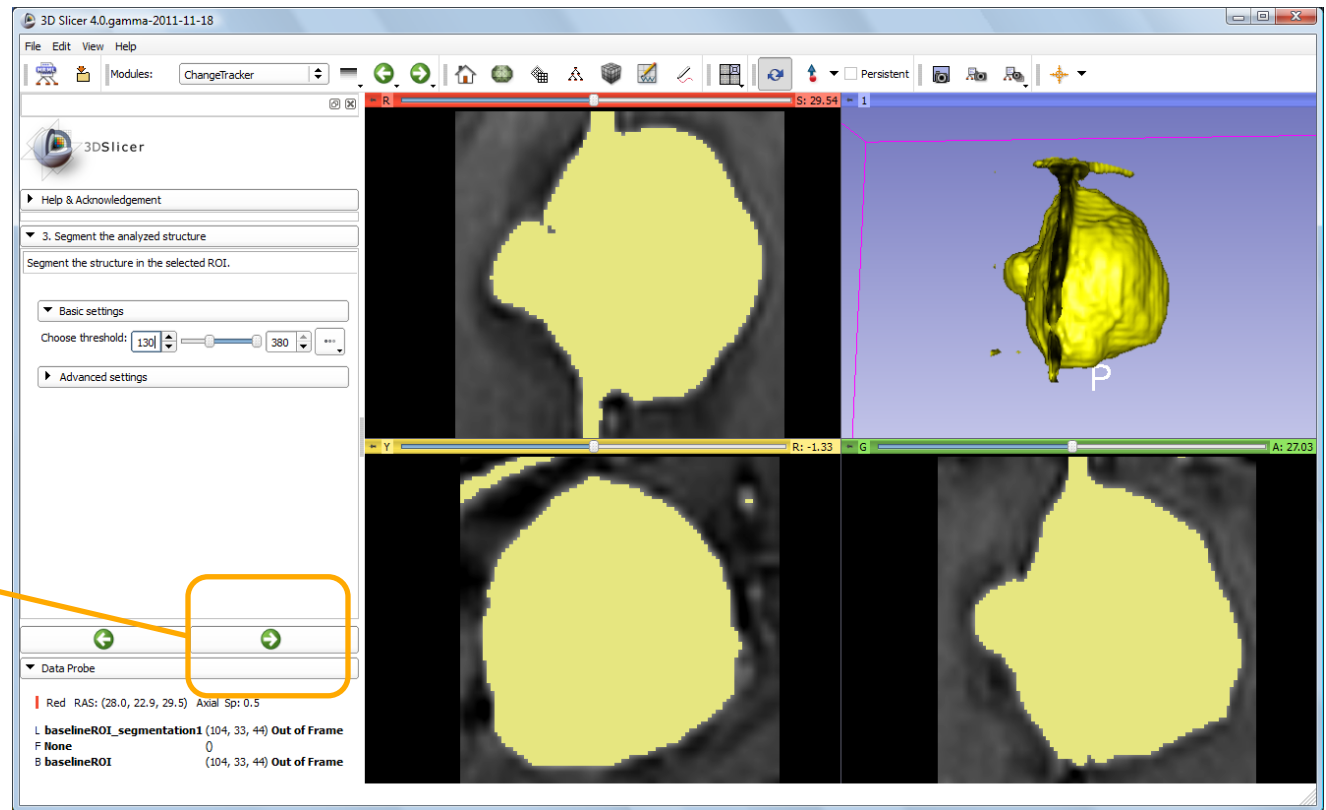 3D Slicer 4.0.gamma-2011-11-18
File Edit View Help
Modules: ChangeTracker Persistent
R S: 29.54
1
3DSlicer
Help & Acknowledgement
3. Segment the analyzed structure
Segment the structure in the selected ROI.
Basic settings
Choose threshold: 130 380 ...
Advanced settings
P
Y R: -1.33
G A: 27.03
Data Probe
Red RAS: (28.0, 22.9, 29.5) Axial Sp: 0.5
L baselineROI_segmentation1 (104, 33, 44) Out of Frame
F None ()
B baselineROI (104, 33, 44) Out of Frame